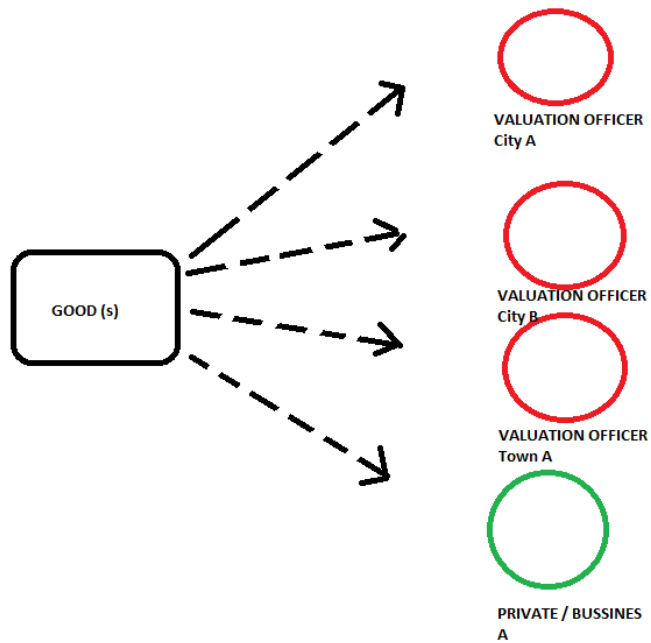 VALUATION OFFICER
City A
GOOD (s)
VALUATION OFFICER
City B
VALUATION OFFICER
Town A
PRIVATE / BUSSINES
A